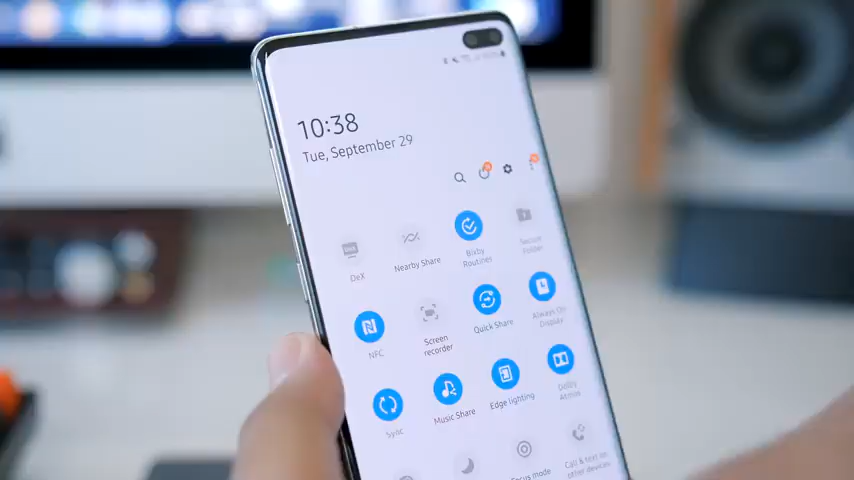 10:38
Tue, September 29
DeX
Nearby Share
Bixby
Routines
Secure
Folder
NFC
Screen
recorder
Quick Share
Always On
Display
Sync
Music Share
Edge lighting
Dolby
Atmos
Focus mode
Call & text on
other devices